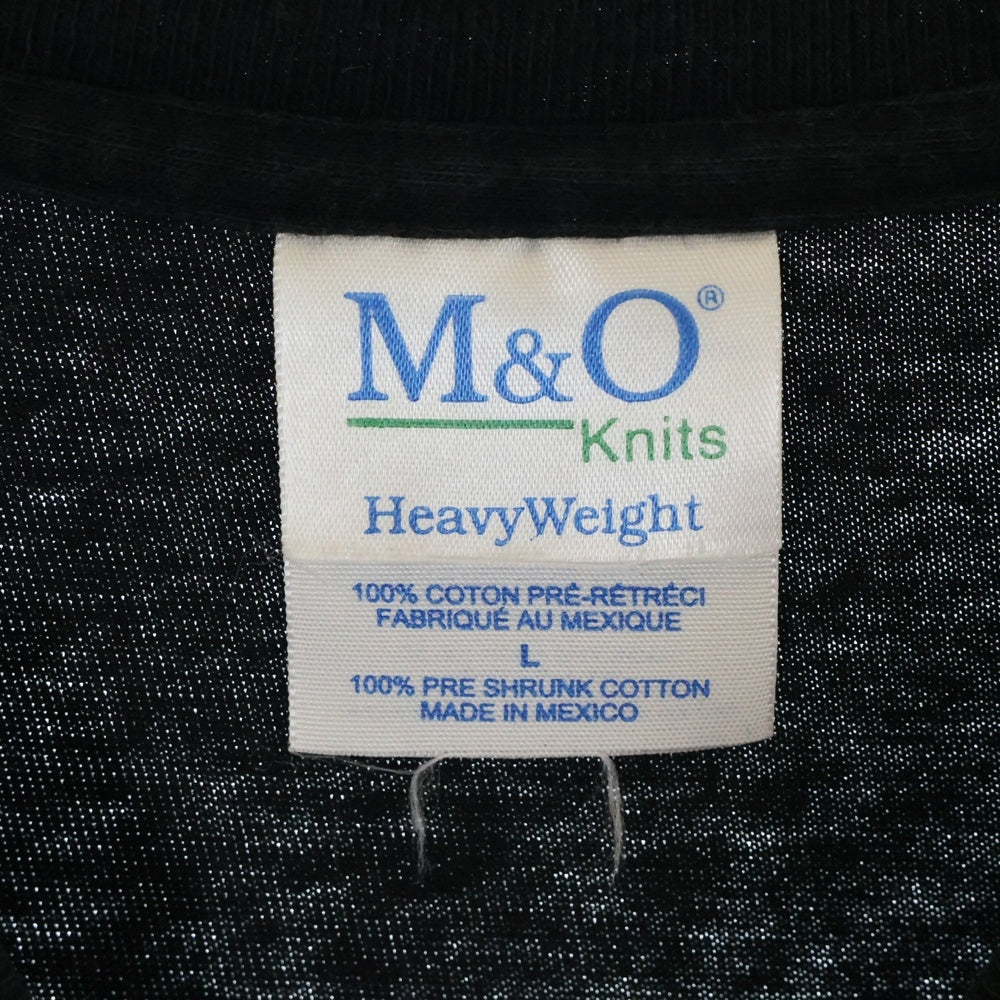 M&O®
Knits
HeavyWeight
100% COTON PRÉ-RÉTRÉCI
FABRIQUÉ AU MEXIQUE
L
100% PRE SHRUNK COTTON
MADE IN MEXICO